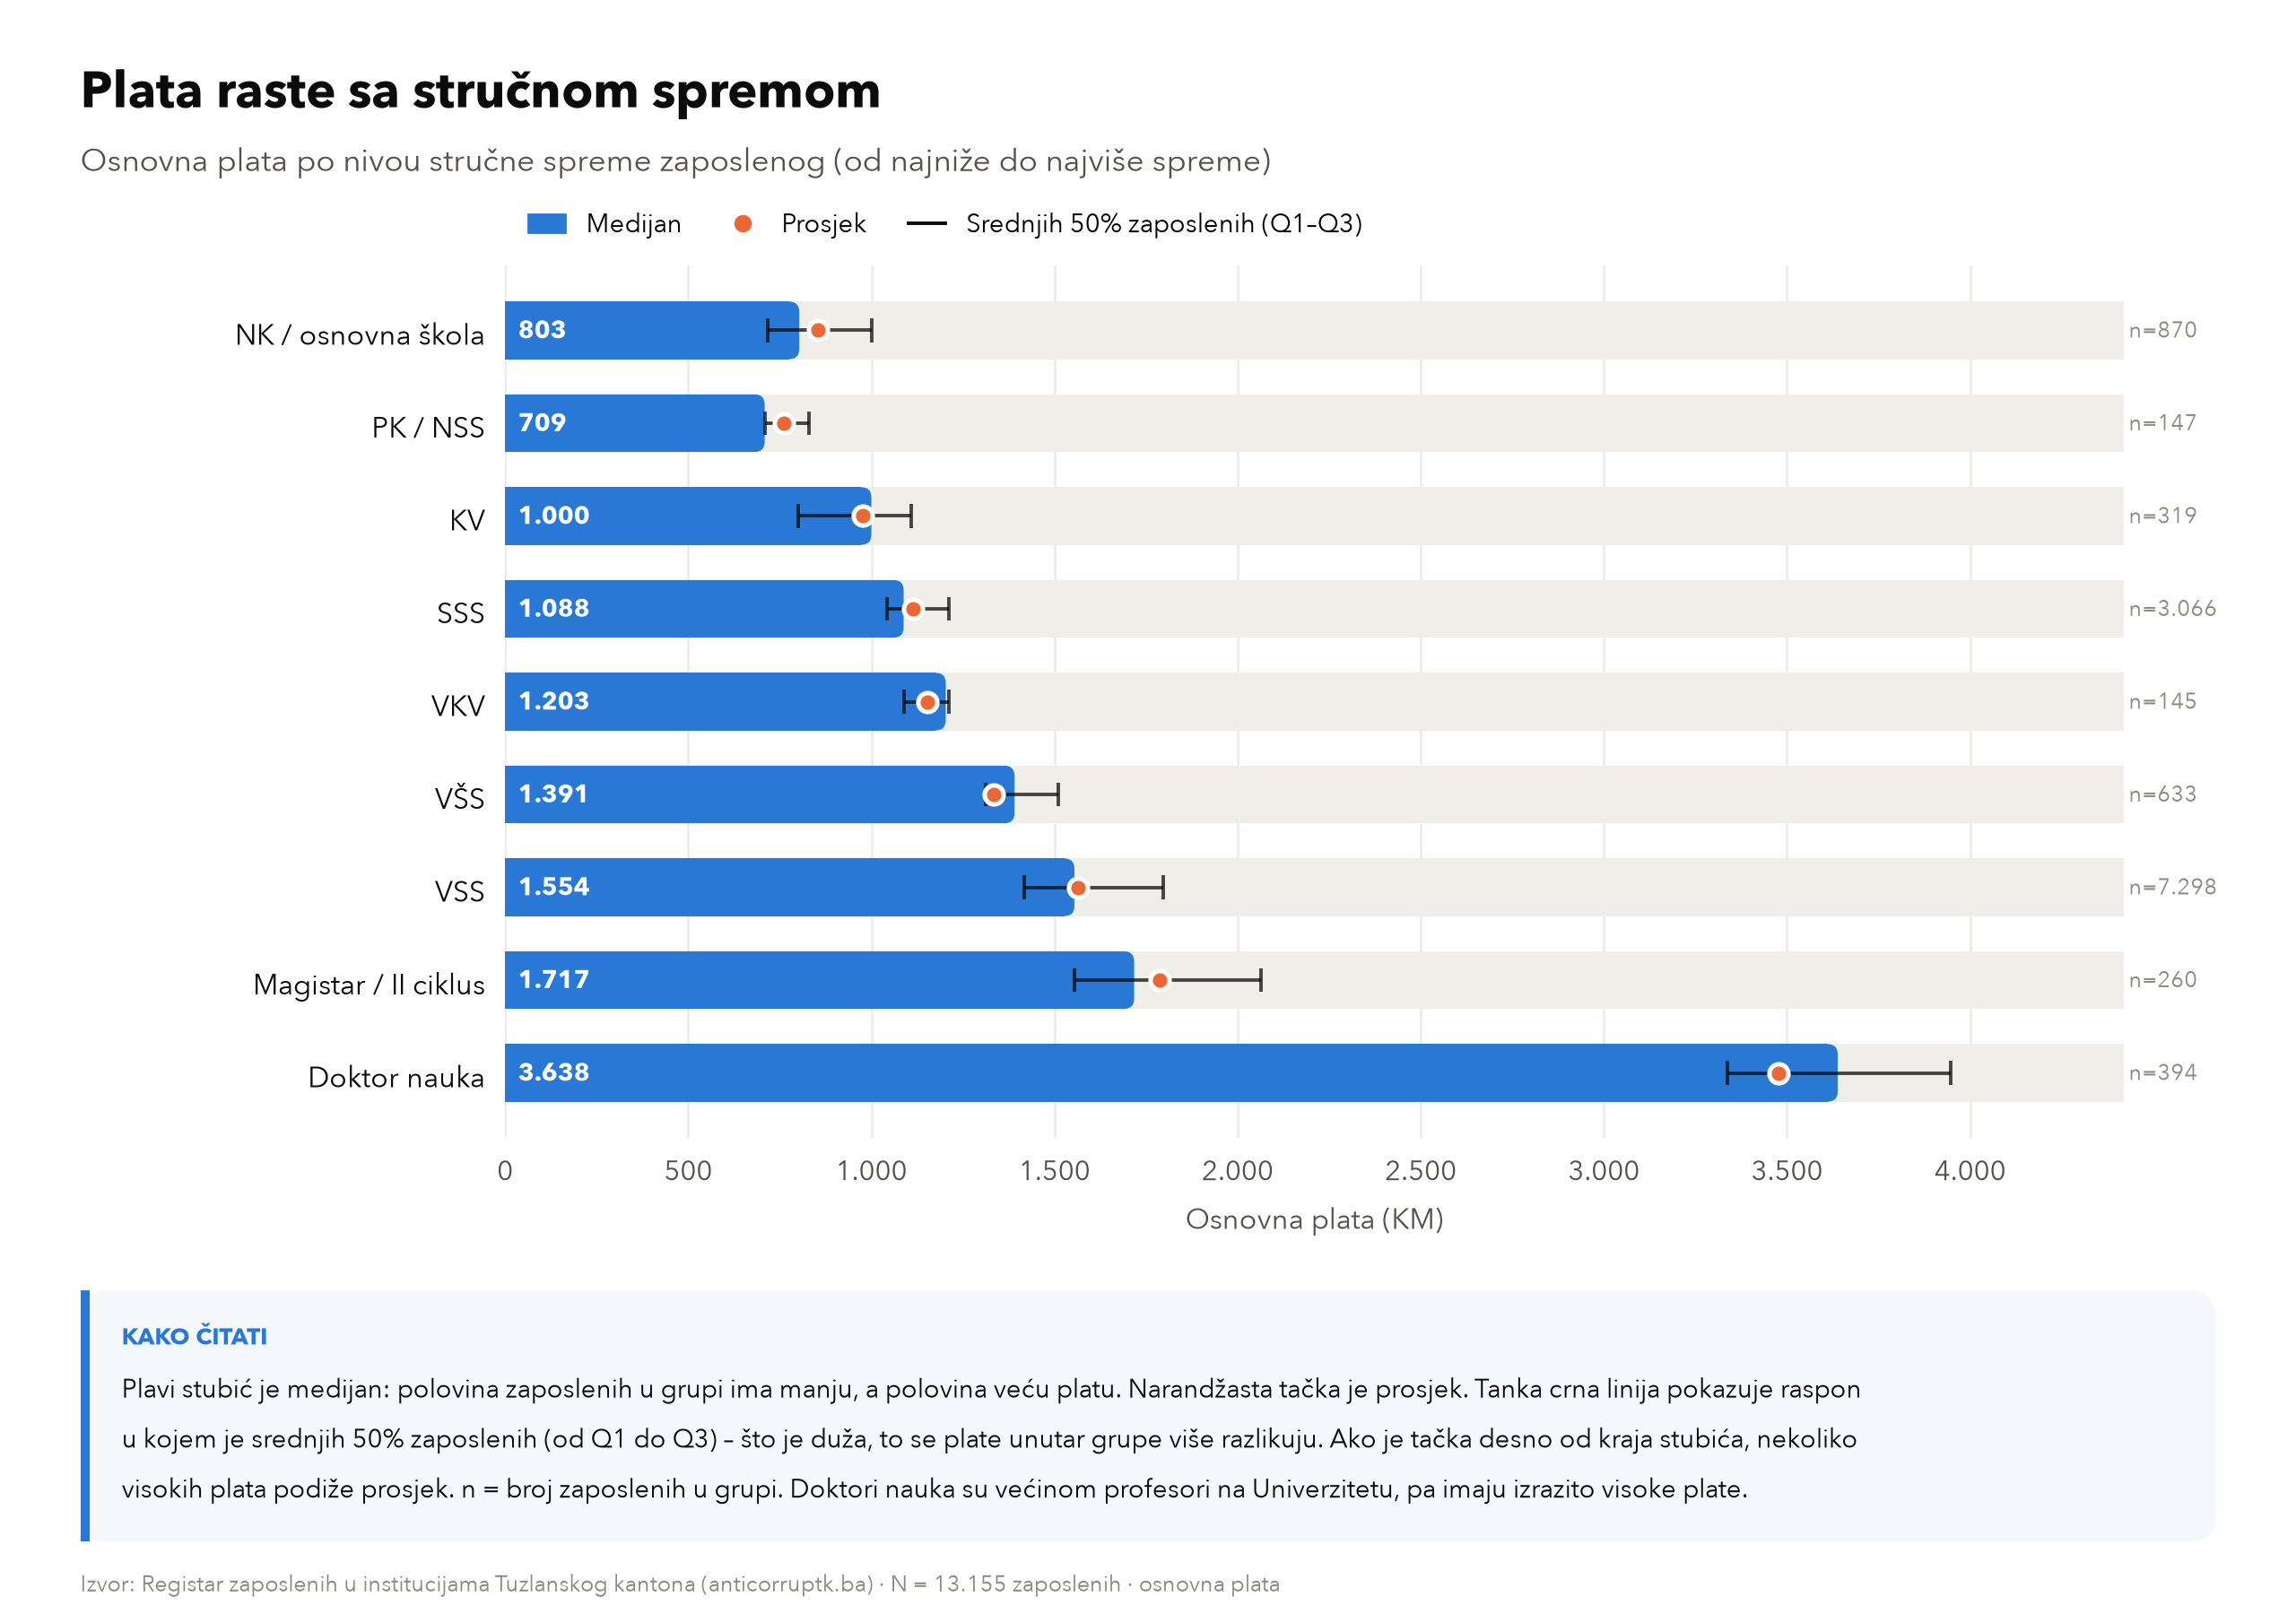 Plata raste sa stručnom spremom
Osnovna plata po nivou stručne spreme zaposlenog (od najniže do najviše spreme)
Medijan Prosjek Srednjih 50% zaposlenih (Q1–Q3)
NK / osnovna škola 803 n=870
PK / NSS 709 n=147
KV 1.000 n=319
SSS 1.088 n=3.066
VKV 1.203 n=145
VŠS 1.391 n=633
VSS 1.554 n=7.298
Magistar / II ciklus 1.717 n=260
Doktor nauka 3.638 n=394
0 500 1.000 1.500 2.000 2.500 3.000 3.500 4.000
Osnovna plata (KM)
KAKO ČITATI
Plavi stubić je medijan: polovina zaposlenih u grupi ima manju, a polovina veću platu. Narandžasta tačka je prosjek. Tanka crna linija pokazuje raspon
u kojem je srednjih 50% zaposlenih (od Q1 do Q3) – što je duža, to se plate unutar grupe više razlikuju. Ako je tačka desno od kraja stubića, nekoliko
visokih plata podiže prosjek. n = broj zaposlenih u grupi. Doktori nauka su većinom profesori na Univerzitetu, pa imaju izrazito visoke plate.
Izvor: Registar zaposlenih u institucijama Tuzlanskog kantona (anticorruptk.ba) · N = 13.155 zaposlenih · osnovna plata